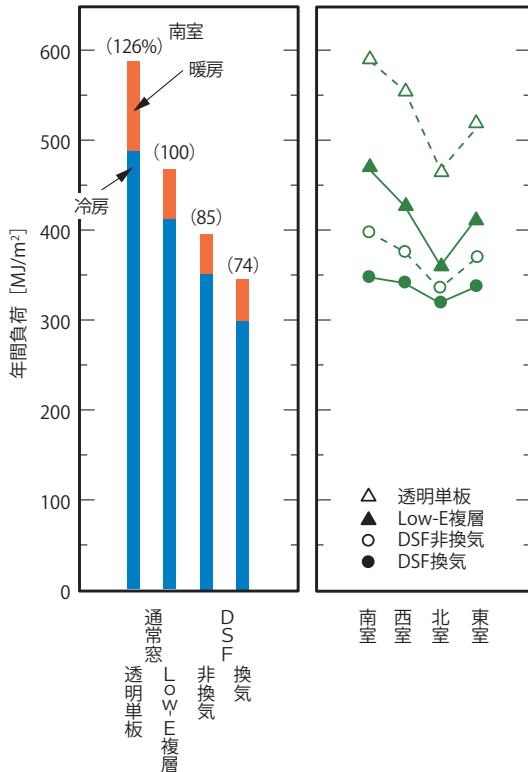 600
500
400
300
200
100
0
年間負荷 [MJ/m²]
南室
(126%)
暖房
冷房
(100)
(85)
(74)
通常窓
DSF
透明単板
Low-E複層
非換気
換気
透明単板
Low-E複層
DSF非換気
DSF換気
南室
西室
北室
東室